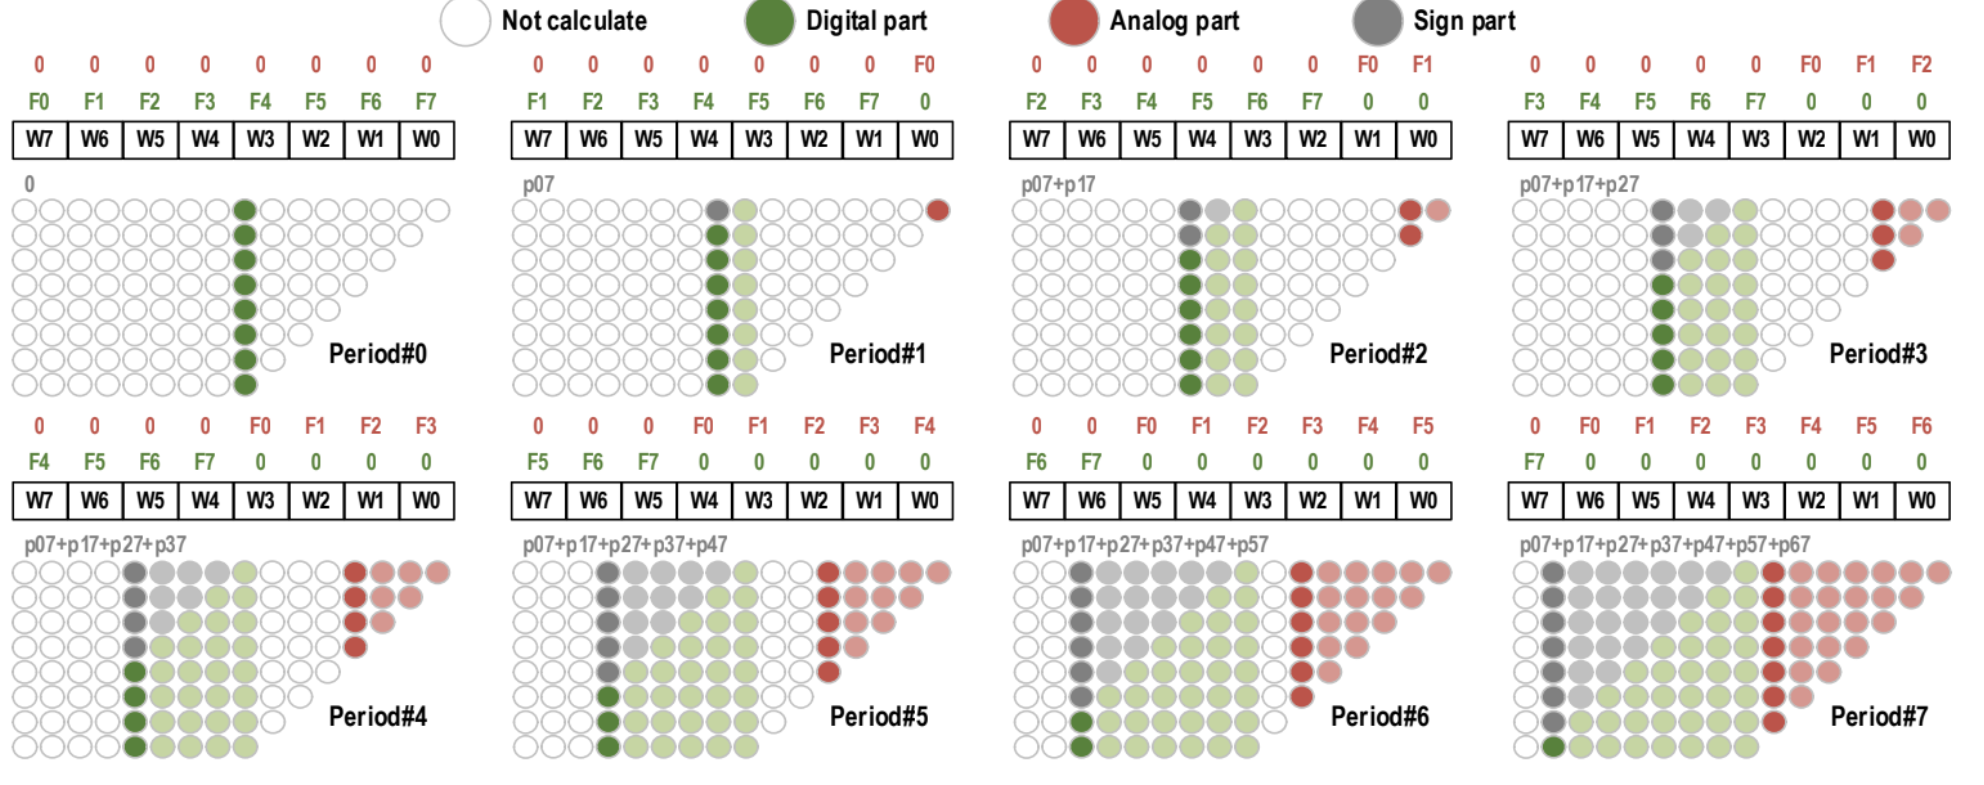 Not calculate Digital part Analog part Sign part
0 0 0 0 0 0 0 0
F0 F1 F2 F3 F4 F5 F6 F7
W7 W6 W5 W4 W3 W2 W1 W0
0
Period#0
0 0 0 0 0 0 0 F0
F1 F2 F3 F4 F5 F6 F7 0
W7 W6 W5 W4 W3 W2 W1 W0
p07
Period#1
0 0 0 0 0 0 F0 F1
F2 F3 F4 F5 F6 F7 0 0
W7 W6 W5 W4 W3 W2 W1 W0
p07+p17
Period#2
0 0 0 0 0 F0 F1 F2
F3 F4 F5 F6 F7 0 0 0
W7 W6 W5 W4 W3 W2 W1 W0
p07+p17+p27
Period#3
0 0 0 0 F0 F1 F2 F3
F4 F5 F6 F7 0 0 0 0
W7 W6 W5 W4 W3 W2 W1 W0
p07+p17+p27+p37
Period#4
0 0 0 F0 F1 F2 F3 F4
F5 F6 F7 0 0 0 0 0
W7 W6 W5 W4 W3 W2 W1 W0
p07+p17+p27+p37+p47
Period#5
0 0 F0 F1 F2 F3 F4 F5
F6 F7 0 0 0 0 0 0
W7 W6 W5 W4 W3 W2 W1 W0
p07+p17+p27+p37+p47+p57
Period#6
0 F0 F1 F2 F3 F4 F5 F6
F7 0 0 0 0 0 0 0
W7 W6 W5 W4 W3 W2 W1 W0
p07+p17+p27+p37+p47+p57+p67
Period#7